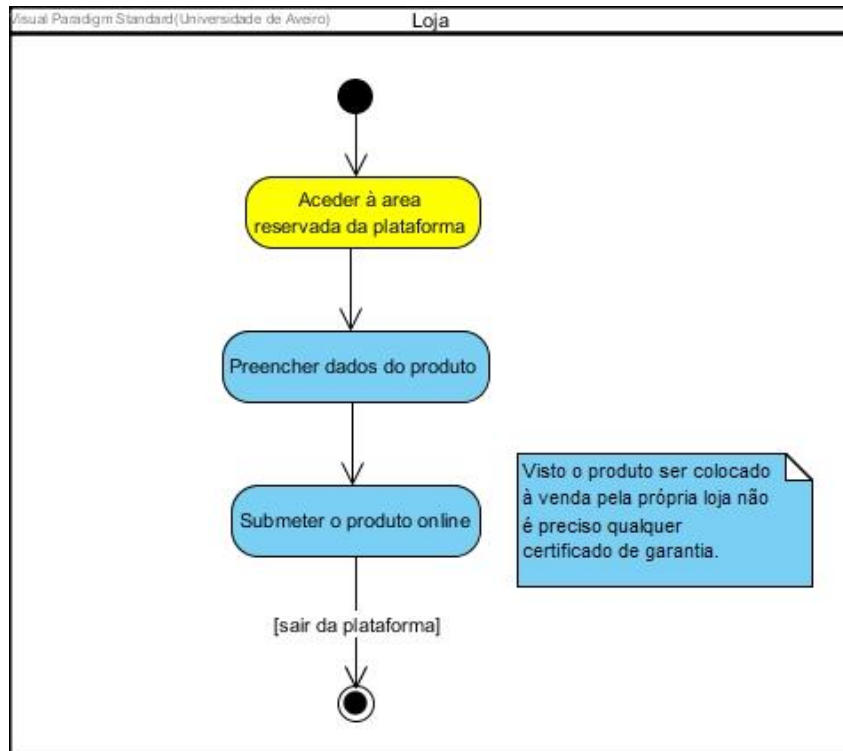 Visual Paradigm Standard(Universidade de Aveiro)
Loja
Aceder à area
reservada da plataforma
Preencher dados do produto
Submeter o produto online
Visto o produto ser colocado
à venda pela própria loja não
é preciso qualquer
certificado de garantia.
[sair da plataforma]